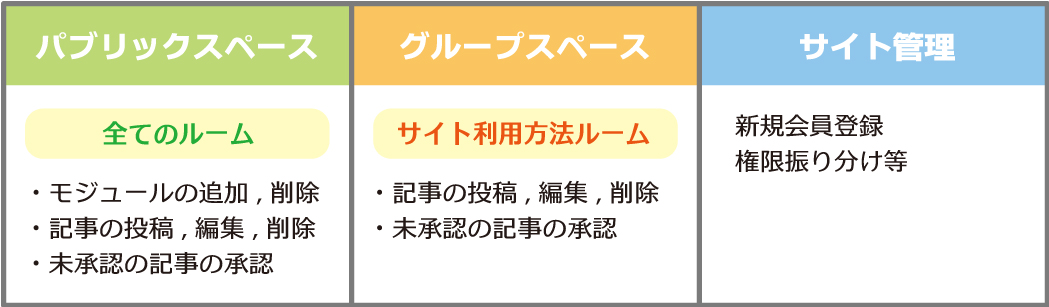 パブリックスペース
全てのルーム
・モジュールの追加 , 削除
・記事の投稿 , 編集 , 削除
・未承認の記事の承認
グループスペース
サイト利用方法ルーム
・記事の投稿 , 編集 , 削除
・未承認の記事の承認
サイト管理
新規会員登録
権限振り分け等